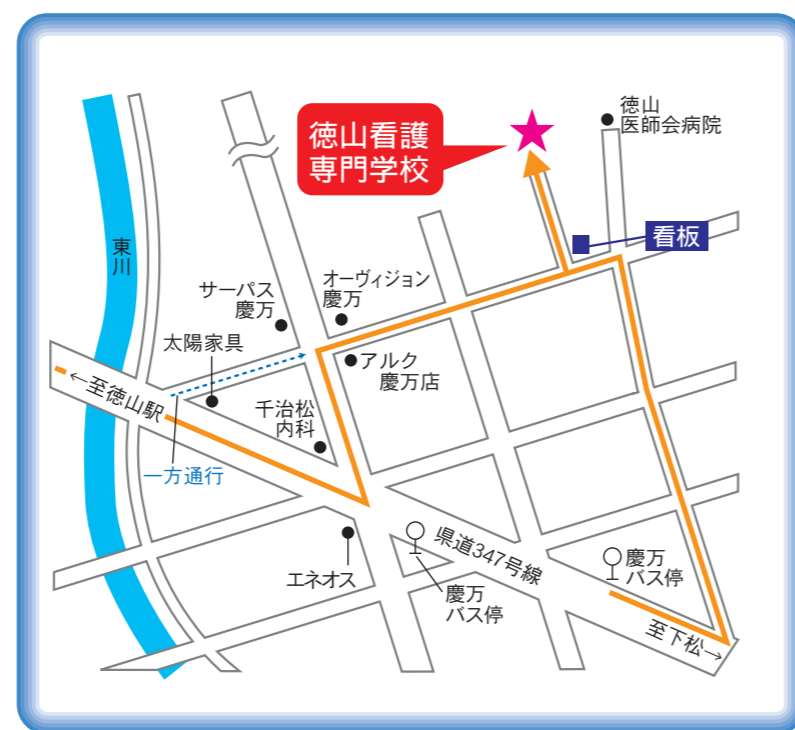 徳山
医師会病院
徳山看護
専門学校
看板
東川
オーヴィジョン
慶万
サーパス
慶万
太陽家具
アルク
慶万店
←至徳山駅
千治松
内科
一方通行
県道347号線
エネオス
慶万
バス停
慶万
バス停
至下松→